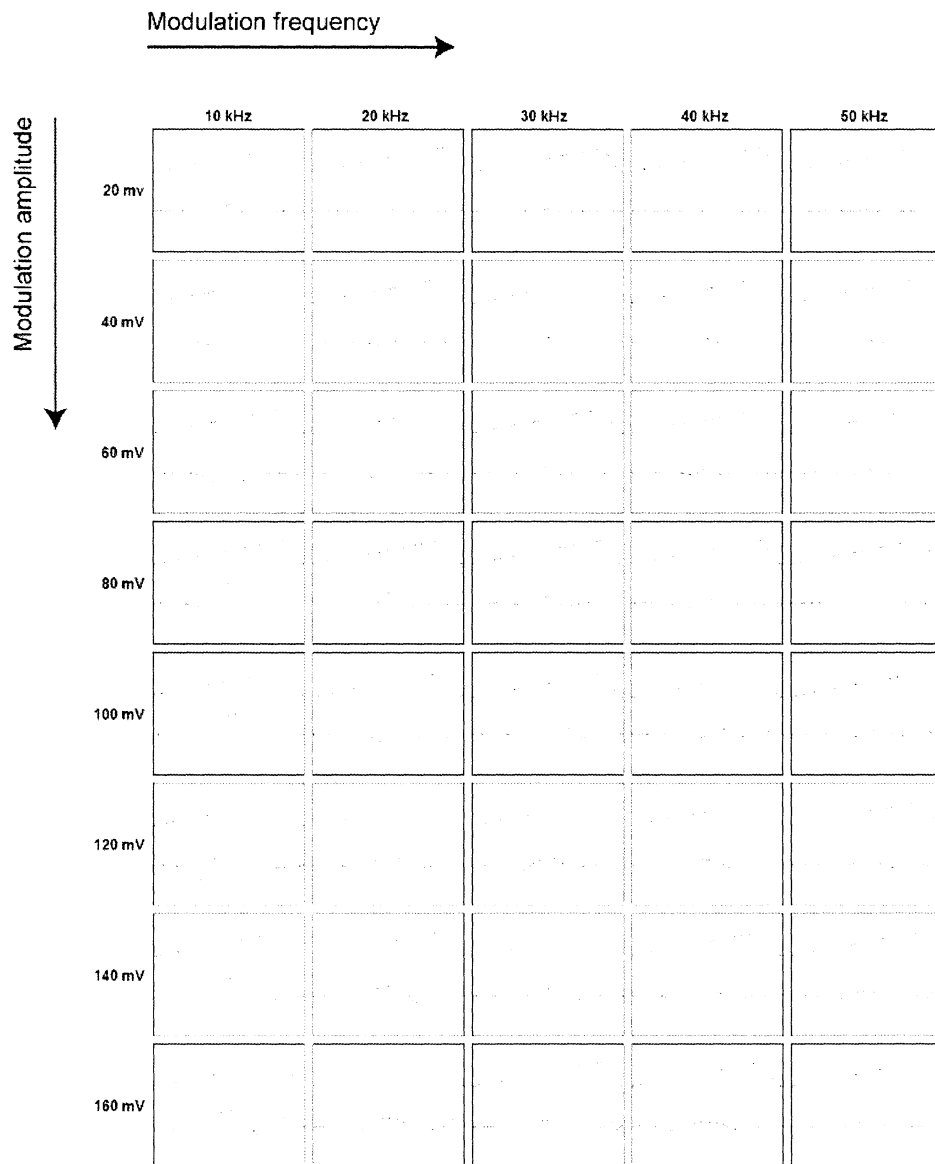 Modulation frequency
Modulation amplitude
10 kHz 20 kHz 30 kHz 40 kHz 50 kHz
20 mv
40 mV
60 mV
80 mV
100 mV
120 mV
140 mV
160 mV